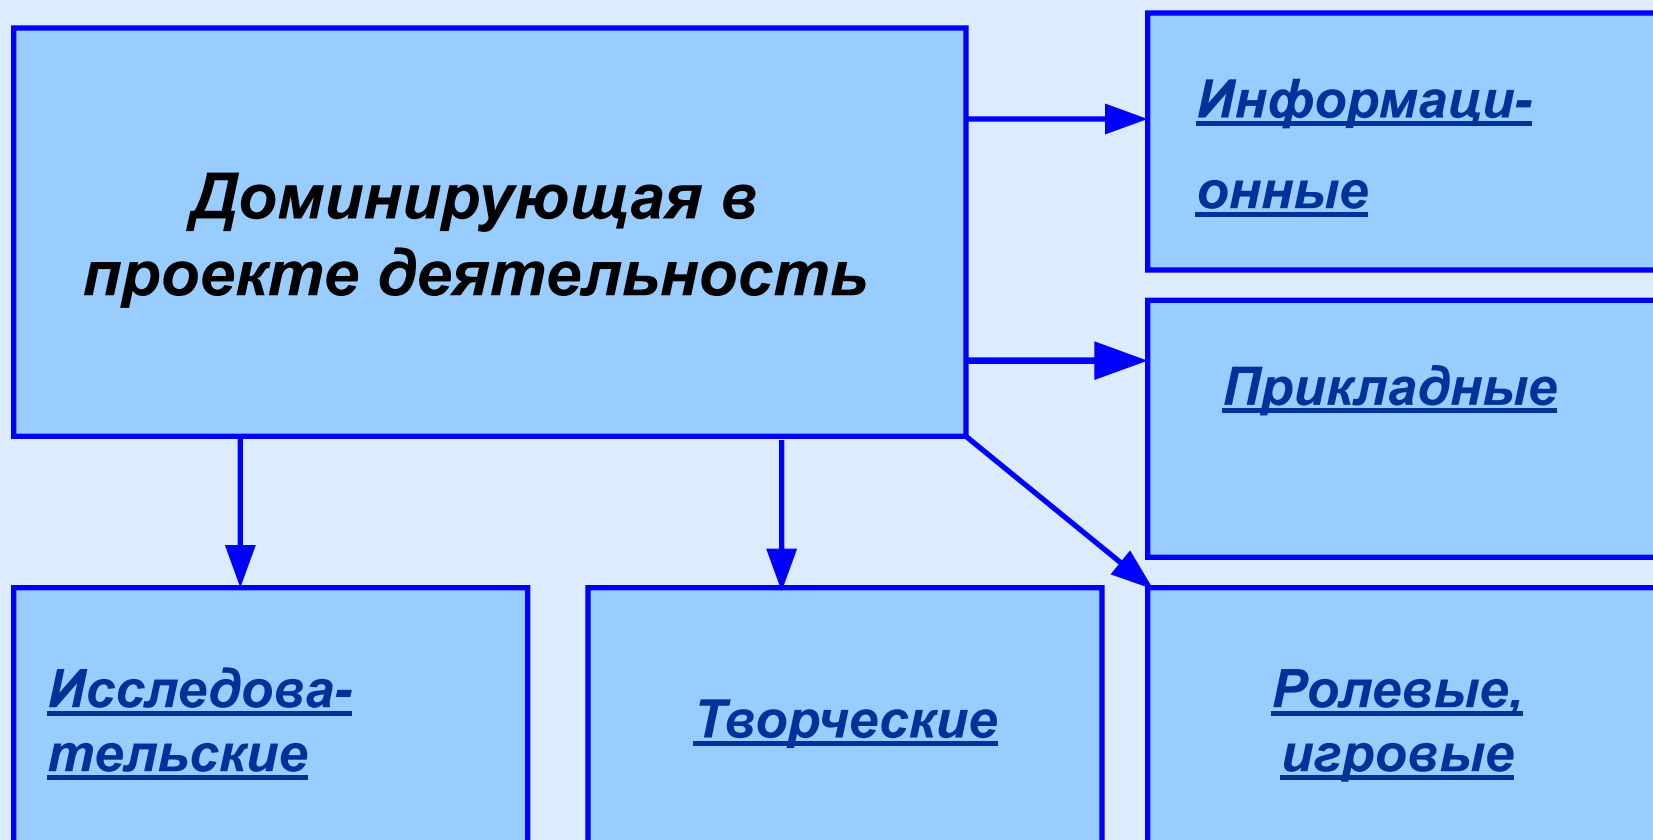 Доминирующая в
проекте деятельность
Информаци-
онные
Прикладные
Исследова-
тельские
Творческие
Ролевые,
игровые